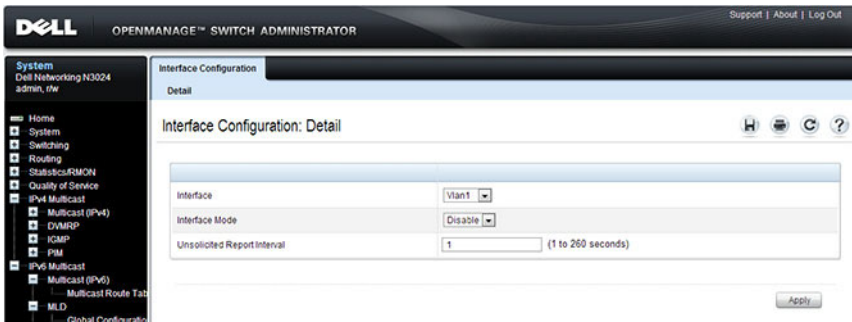 Support | About | Log Out
DELL
OPENMANAGE™ SWITCH ADMINISTRATOR
System
Dell Networking N3024
admin, r/w
Home
System
Switching
Routing
Statistics/RMON
Quality of Service
IPv4 Multicast
Multicast (IPv4)
DVMRP
IGMP
PIM
IPv6 Multicast
Multicast (IPv6)
Multicast Route Tab
MLD
Global Configuratio
Interface Configuration
Detail
Interface Configuration: Detail
Interface Vlan1
Interface Mode Disable
Unsolicited Report Interval 1 (1 to 260 seconds)
Apply